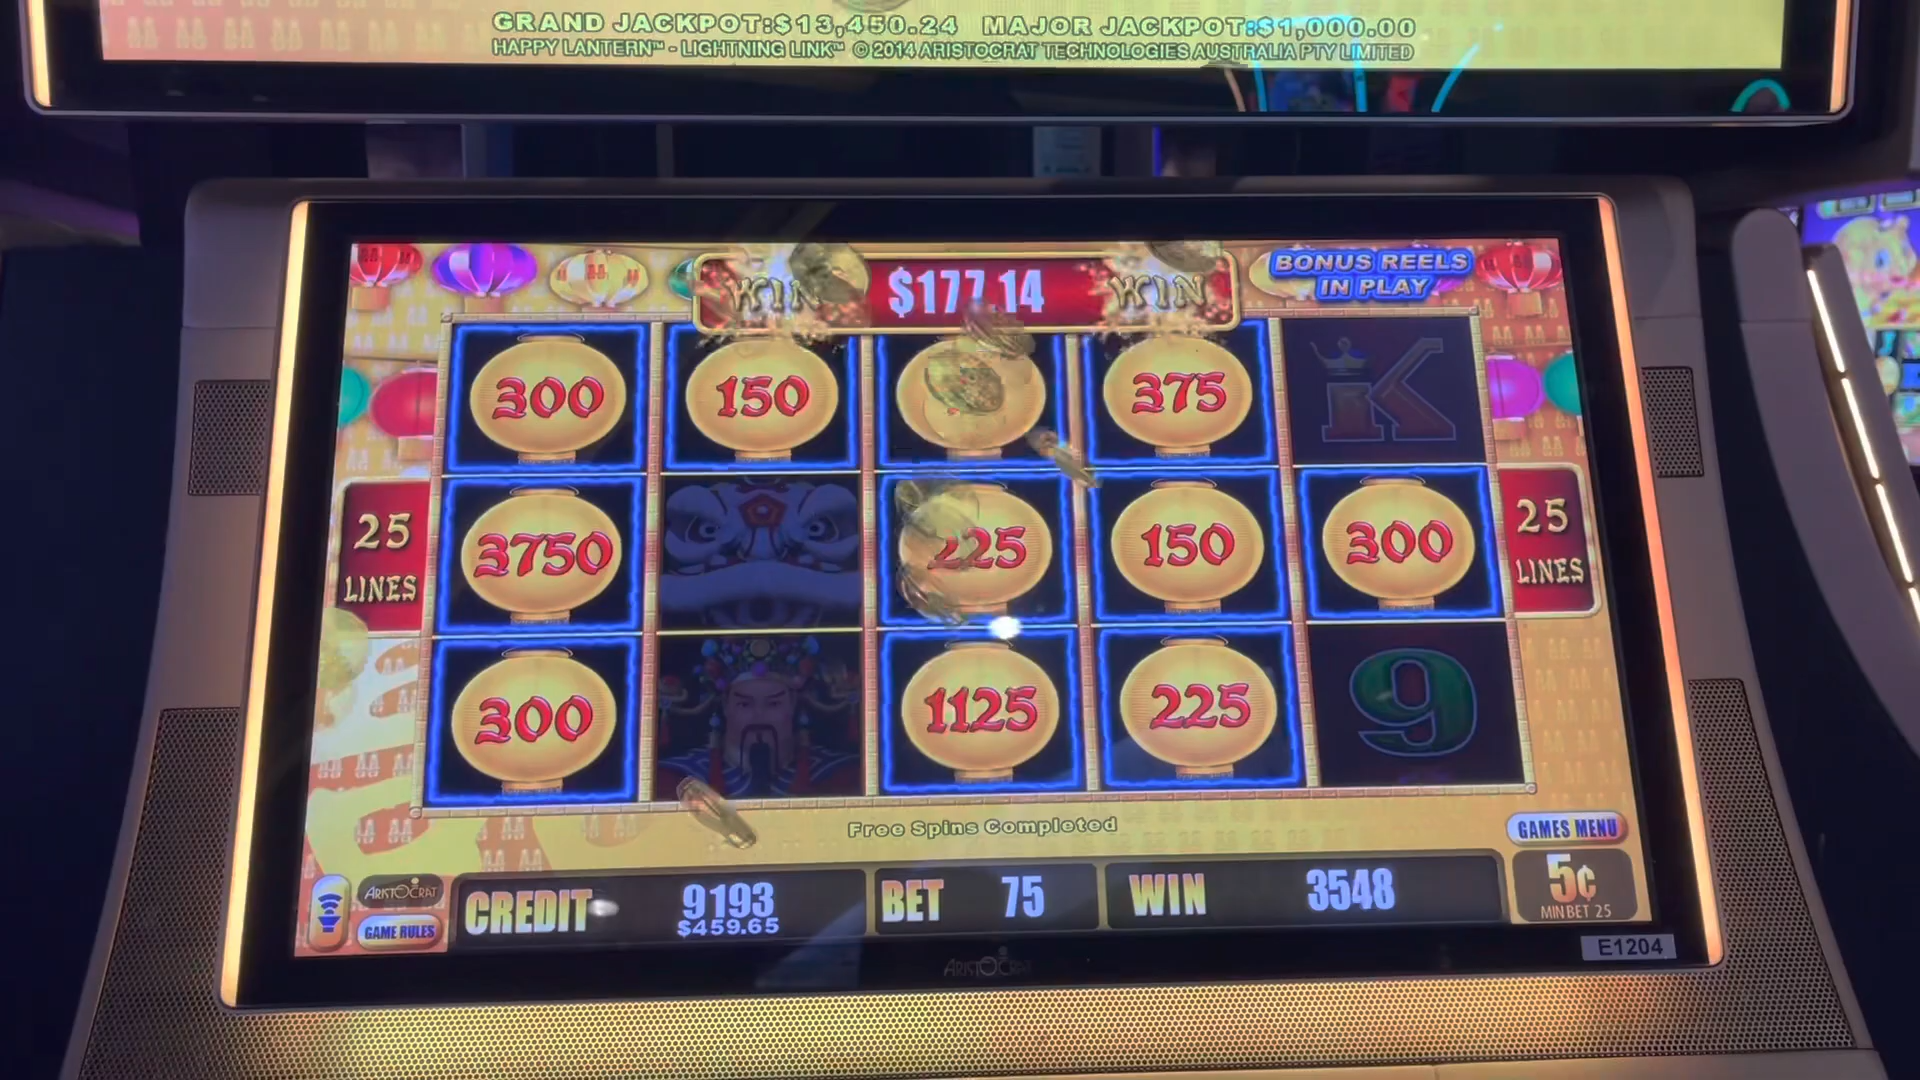 GRAND JACKPOT:$13,450.24 MAJOR JACKPOT:$1,000.00
HAPPY LANTERN™ - LIGHTNING LINK™ ©2014 ARISTOCRAT TECHNOLOGIES AUSTRALIA PTY LIMITED
WIN $177.14 WIN
BONUS REELS
IN PLAY
300 150 375 K
25
LINES
3750 225 150 300
25
LINES
300 1125 225 9
Free Spins Completed
GAMES MENU
ARISTOCRAT
GAME RULES
CREDIT 9193
$459.65
BET 75
WIN 3548
5¢
MIN BET 25
E1204
ARISTOCRAT